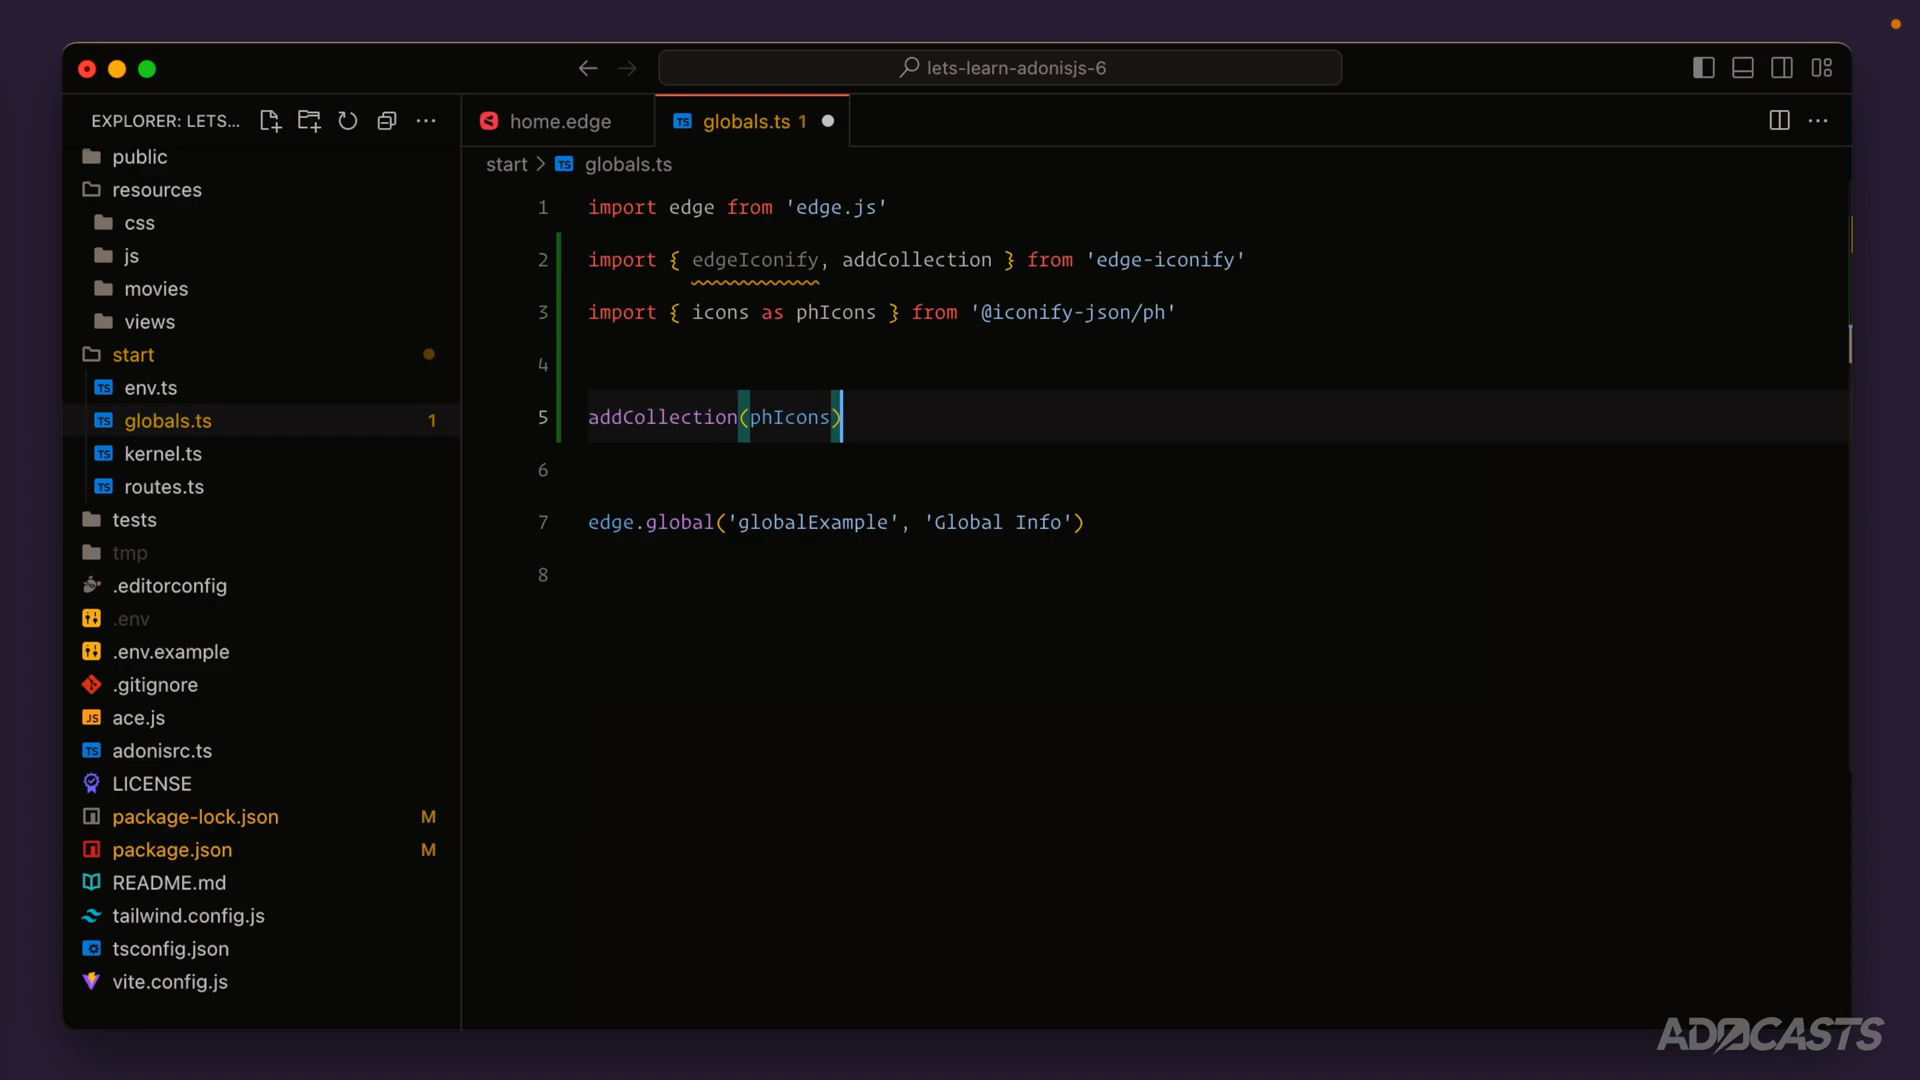 lets-learn-adonisjs-6
EXPLORER: LETS...
home.edge
globals.ts 1
start > globals.ts
public
resources
css
js
movies
views
start
env.ts
globals.ts 1
kernel.ts
routes.ts
tests
tmp
.editorconfig
.env
.env.example
.gitignore
ace.js
adonisrc.ts
LICENSE
package-lock.json M
package.json M
README.md
tailwind.config.js
tsconfig.json
vite.config.js
1 import edge from 'edge.js'
2 import { edgeIconify, addCollection } from 'edge-iconify'
3 import { icons as phIcons } from '@iconify-json/ph'
4
5 addCollection(phIcons)
6
7 edge.global('globalExample', 'Global Info')
8
ADOCASTS